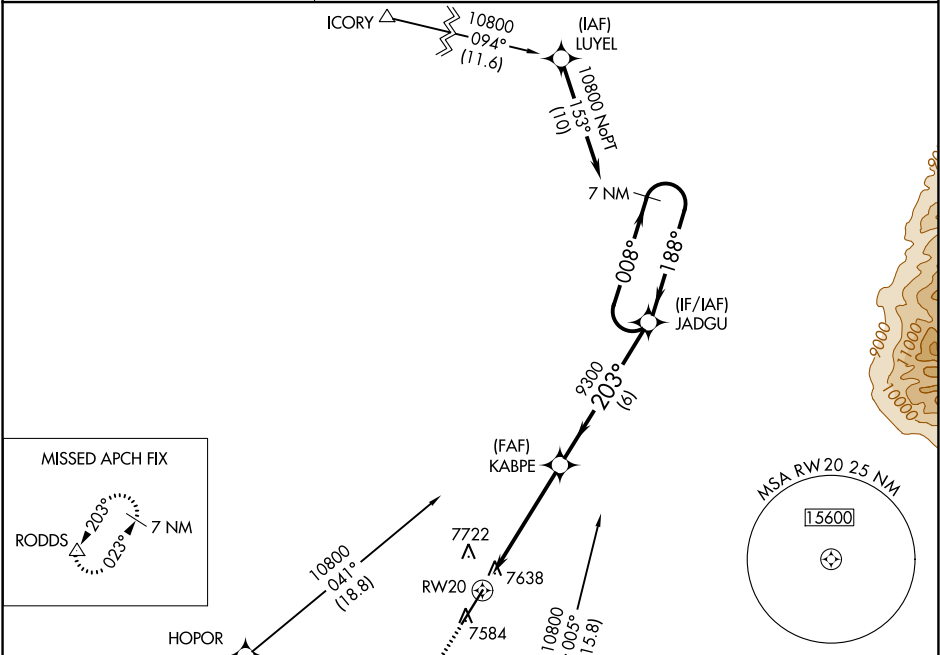 ICORY
10800
094°
(11.6)
(IAF)
LUYEL
10800 NoPT
153°
(10)
7 NM
008°
188°
(IF/IAF)
JADGU
9300
203°
(6)
(FAF)
KABPE
9000
11000
10000
MISSED APCH FIX
203°
7 NM
RODDS
023°
MSA RW20 25 NM
15600
7722
7638
RW20
7584
10800
041°
(18.8)
HOPOR
10800
005°
(15.8)